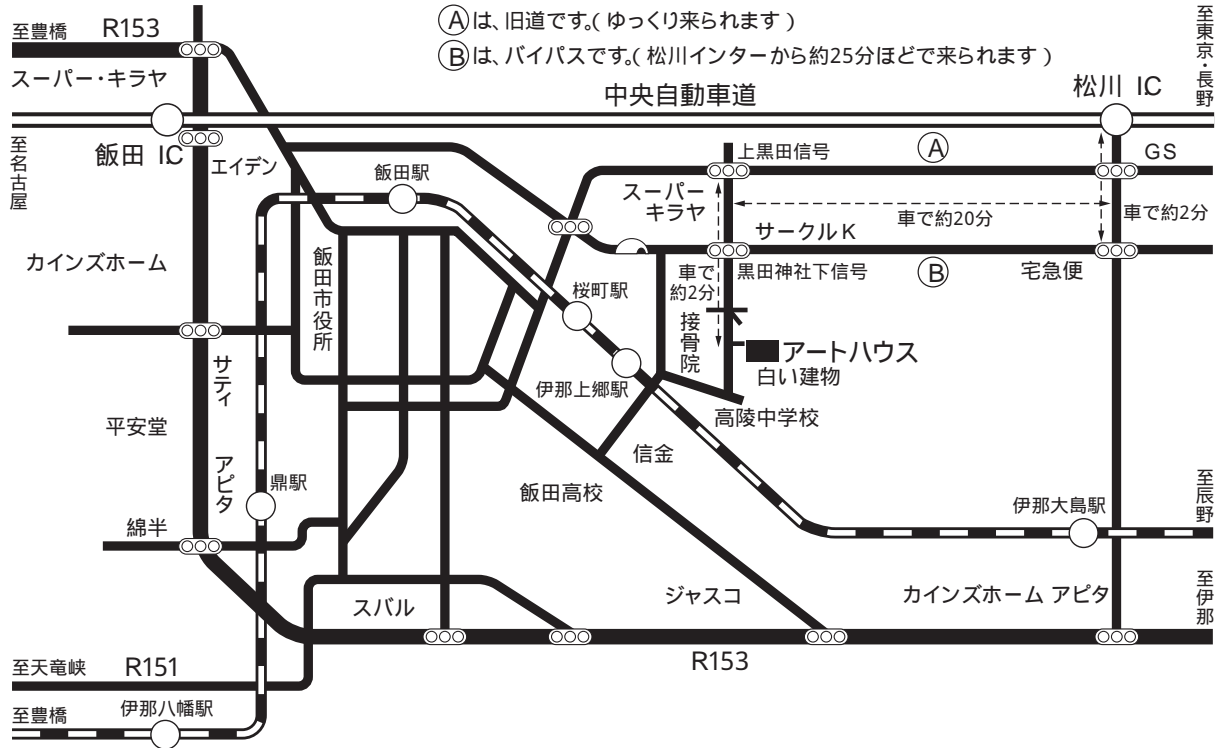 至豊橋 R153
Ⓐは、旧道です。(ゆっくり来られます)
Ⓑは、バイパスです。(松川インターから約25分ほどで来られます)
至東京・長野
スーパー・キラヤ
中央自動車道
松川 I.C
至名古屋
飯田 I.C
エイデン
飯田駅
上黒田信号
Ⓐ
GS
スーパー
キラヤ
車で約20分
車で約2分
サークルK
カインズホーム
飯田市役所
車で
約2分
黒田神社下信号
Ⓑ
宅急便
桜町駅
接骨院
アートハウス
白い建物
サティ
伊那上郷駅
高陵中学校
平安堂
信金
アピタ
鼎駅
飯田高校
伊那大島駅
至辰野
綿半
スバル
ジャスコ
カインズホーム アピタ
至伊那
R153
至天竜峡 R151
至豊橋
伊那八幡駅